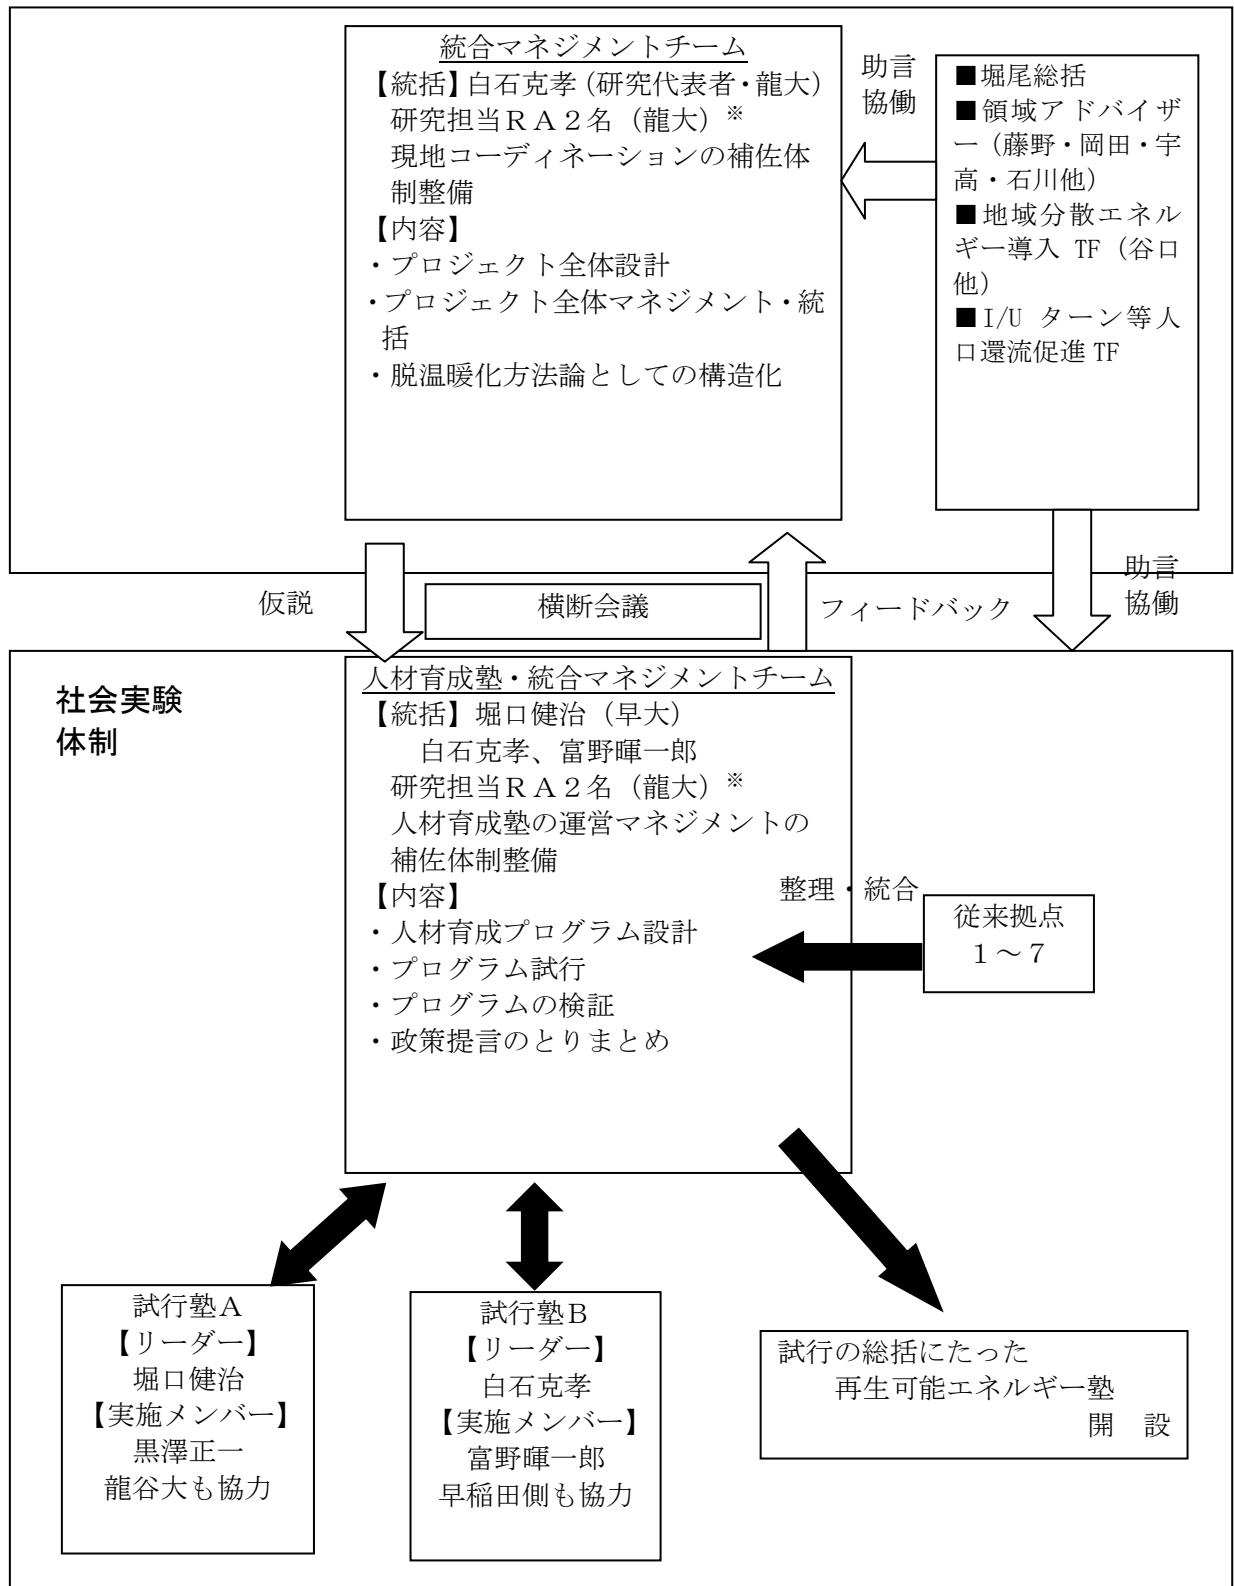 統合マネジメントチーム
【統括】白石克孝（研究代表者・龍大）
研究担当ＲＡ２名（龍大）※
現地コーディネーションの補佐体
制整備
【内容】
・プロジェクト全体設計
・プロジェクト全体マネジメント・統
括
・脱温暖化方法論としての構造化
助言
協働
■堀尾総括
■領域アドバイザ
ー（藤野・岡田・宇
高・石川他）
■地域分散エネル
ギー導入 TF（谷口
他）
■I/U ターン等人
口還流促進 TF
仮説
横断会議
フィードバック
助言
協働
社会実験
体制
人材育成塾・統合マネジメントチーム
【統括】堀口健治（早大）
白石克孝、富野暉一郎
研究担当ＲＡ２名（龍大）※
人材育成塾の運営マネジメントの
補佐体制整備
【内容】
・人材育成プログラム設計
・プログラム試行
・プログラムの検証
・政策提言のとりまとめ
整理・統合
従来拠点
１～７
試行塾Ａ
【リーダー】
堀口健治
【実施メンバー】
黒澤正一
龍谷大も協力
試行塾Ｂ
【リーダー】
白石克孝
【実施メンバー】
富野暉一郎
早稲田側も協力
試行の総括にたった
再生可能エネルギー塾
開　設